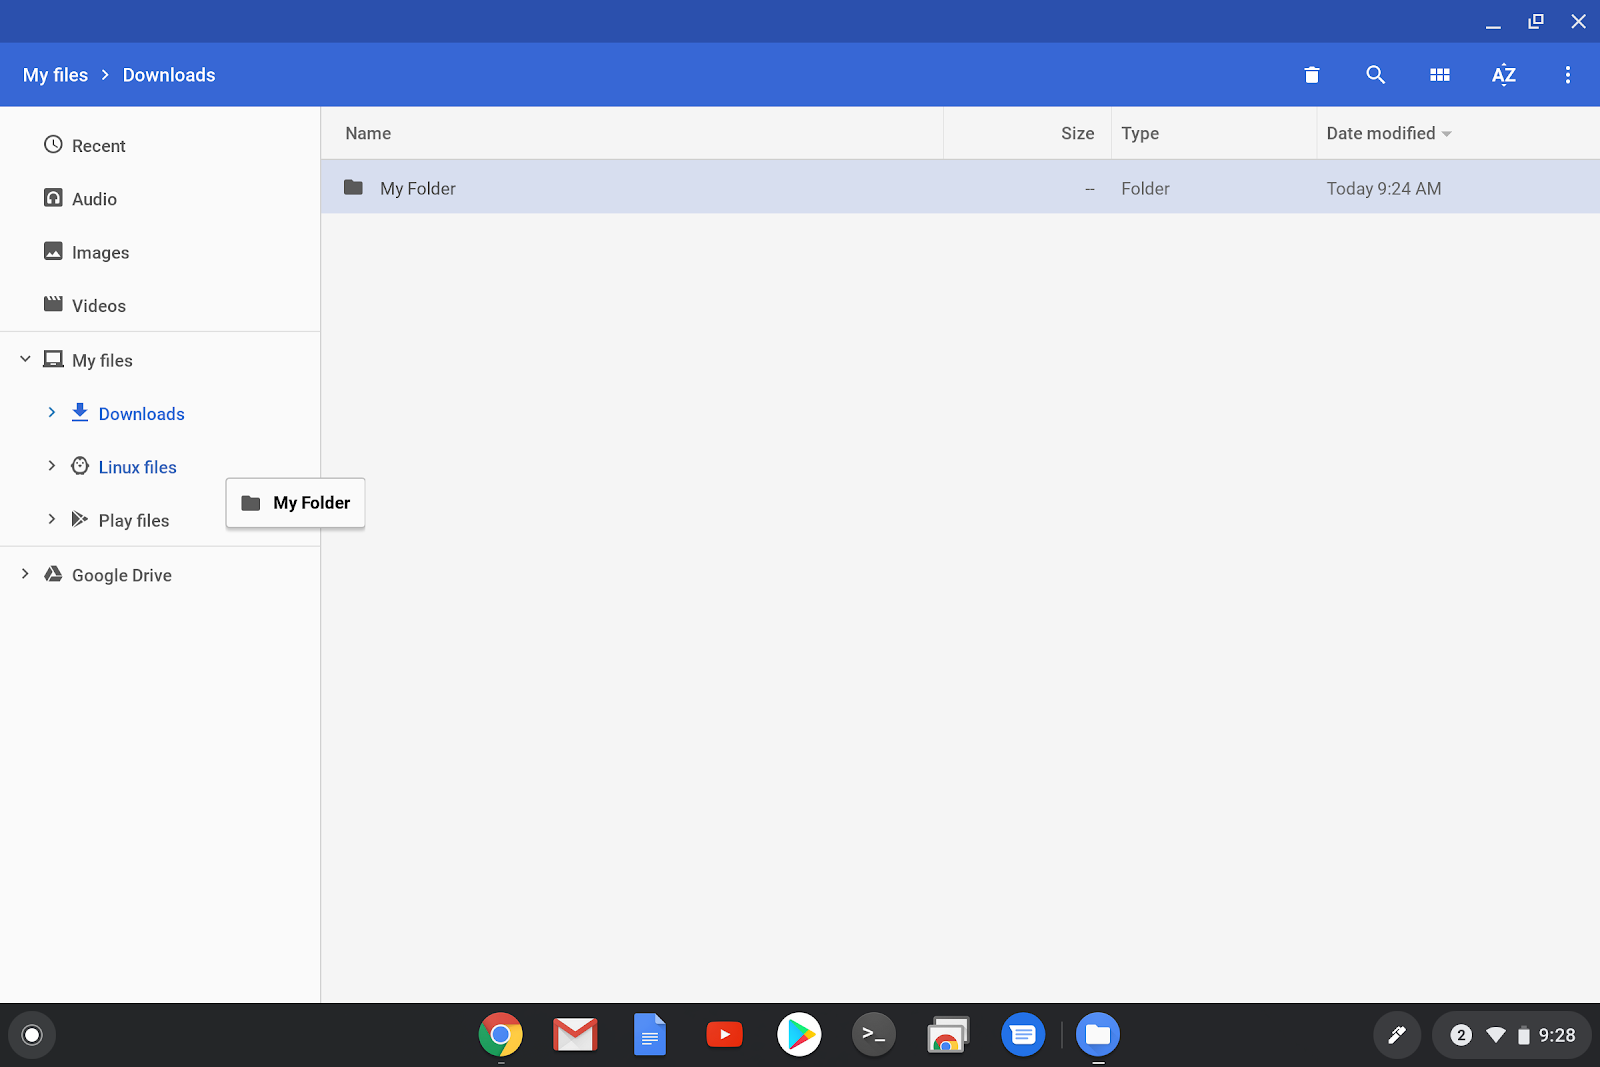 My files > Downloads
AZ
Name Size Type Date modified
My Folder -- Folder Today 9:24 AM
Recent
Audio
Images
Videos
My files
Downloads
Linux files
My Folder
Play files
Google Drive
>_
2 9:28